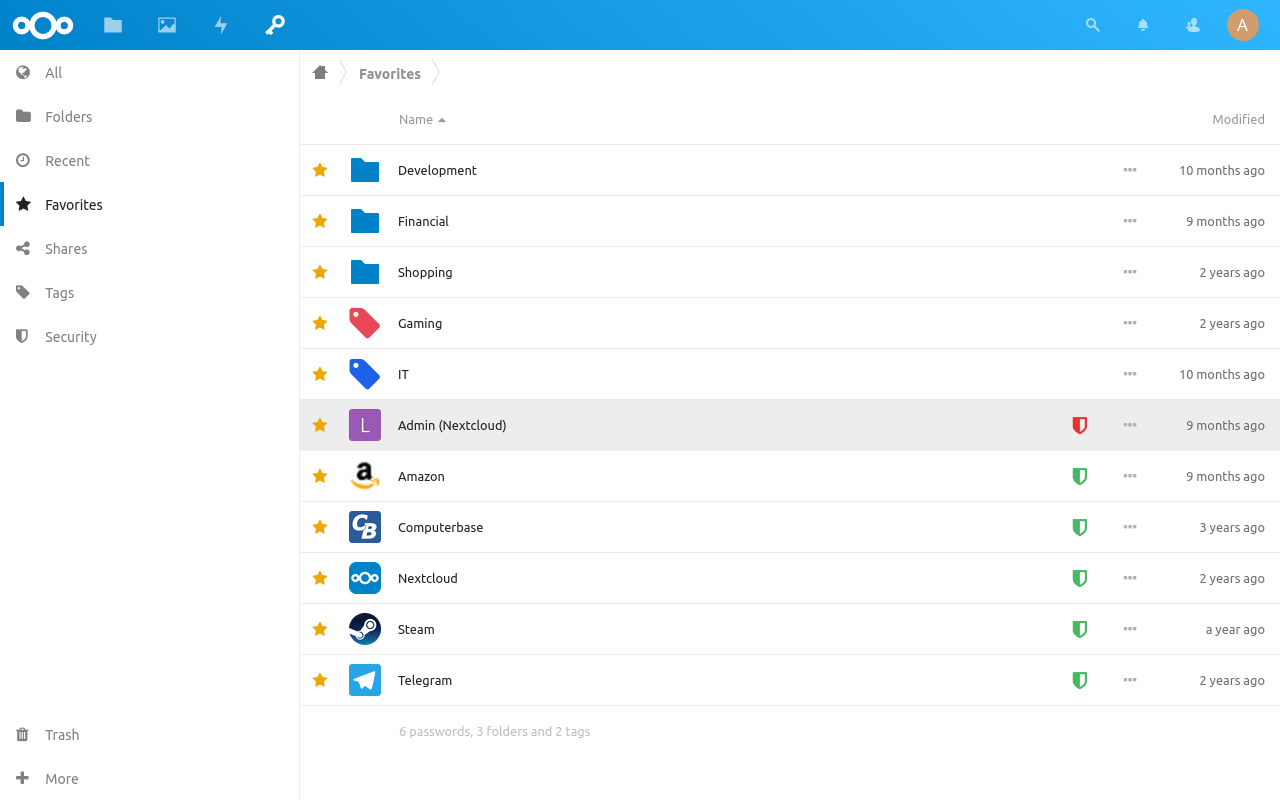 A
All
Folders
Recent
Favorites
Shares
Tags
Security
Trash
More
Favorites
Name Modified
Development 10 months ago
Financial 9 months ago
Shopping 2 years ago
Gaming 2 years ago
IT 10 months ago
L Admin (Nextcloud) 9 months ago
a Amazon 9 months ago
CB Computerbase 3 years ago
Nextcloud 2 years ago
Steam a year ago
Telegram 2 years ago
6 passwords, 3 folders and 2 tags